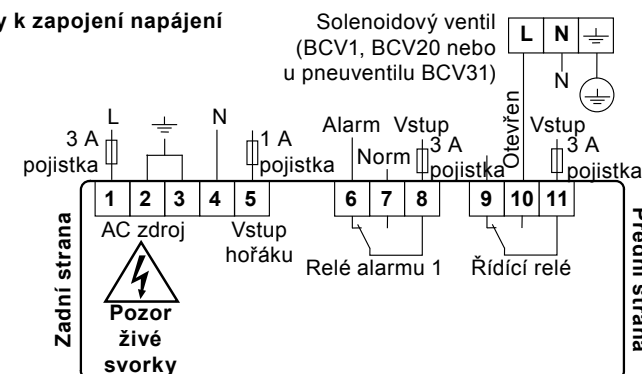 y k zapojení napájení
Solenoidový ventil
(BCV1, BCV20 nebo
u pneuventilu BCV31)
L N
N
L
N
3 A
pojistka
1 A
pojistka
Alarm
Norm
Vstup
3 A
pojistka
Otevřen
Vstup
3 A
pojistka
1 2 3 4 5
6 7 8
9 10 11
AC zdroj
Vstup
hořáku
Relé alarmu 1
Řídící relé
Pozor
živé
svorky
Zadní strana
Přední strana